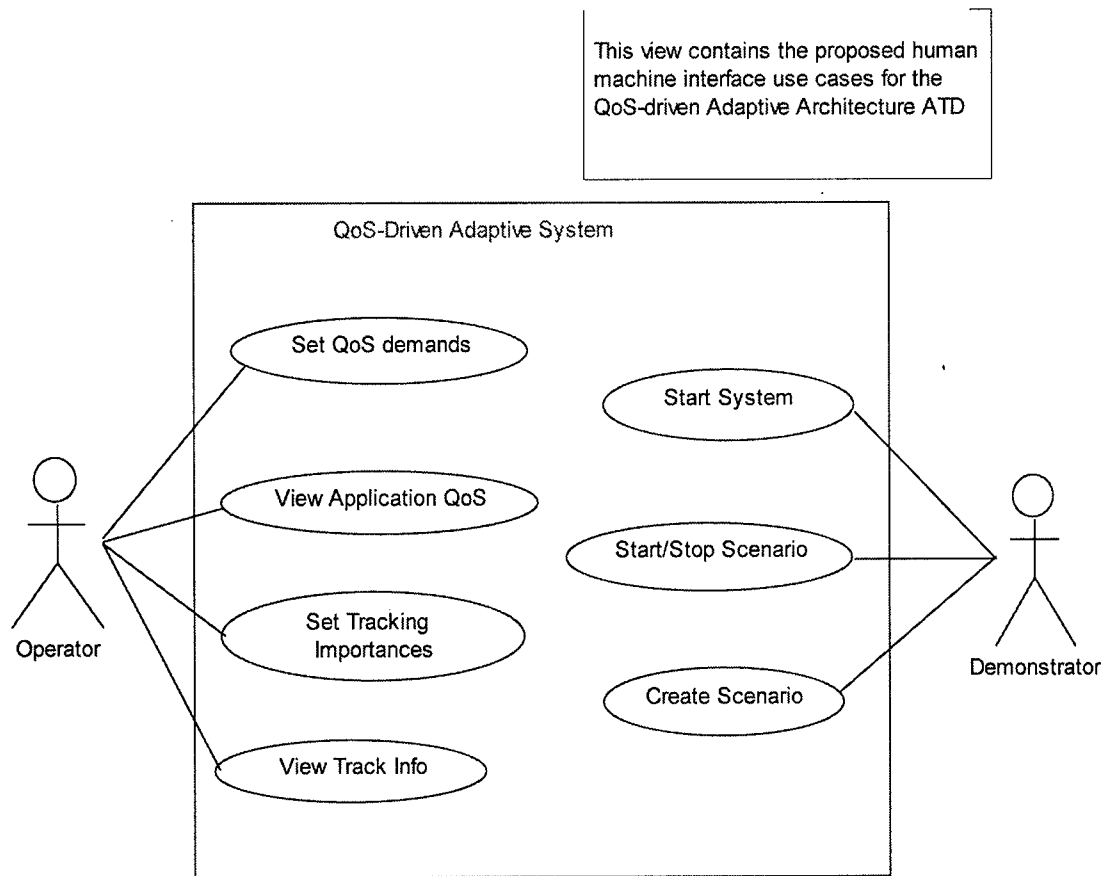 This view contains the proposed human
machine interface use cases for the
QoS-driven Adaptive Architecture ATD
QoS-Driven Adaptive System
Set QoS demands
Start System
View Application QoS
Start/Stop Scenario
Set Tracking
Importances
Operator
Demonstrator
Create Scenario
View Track Info